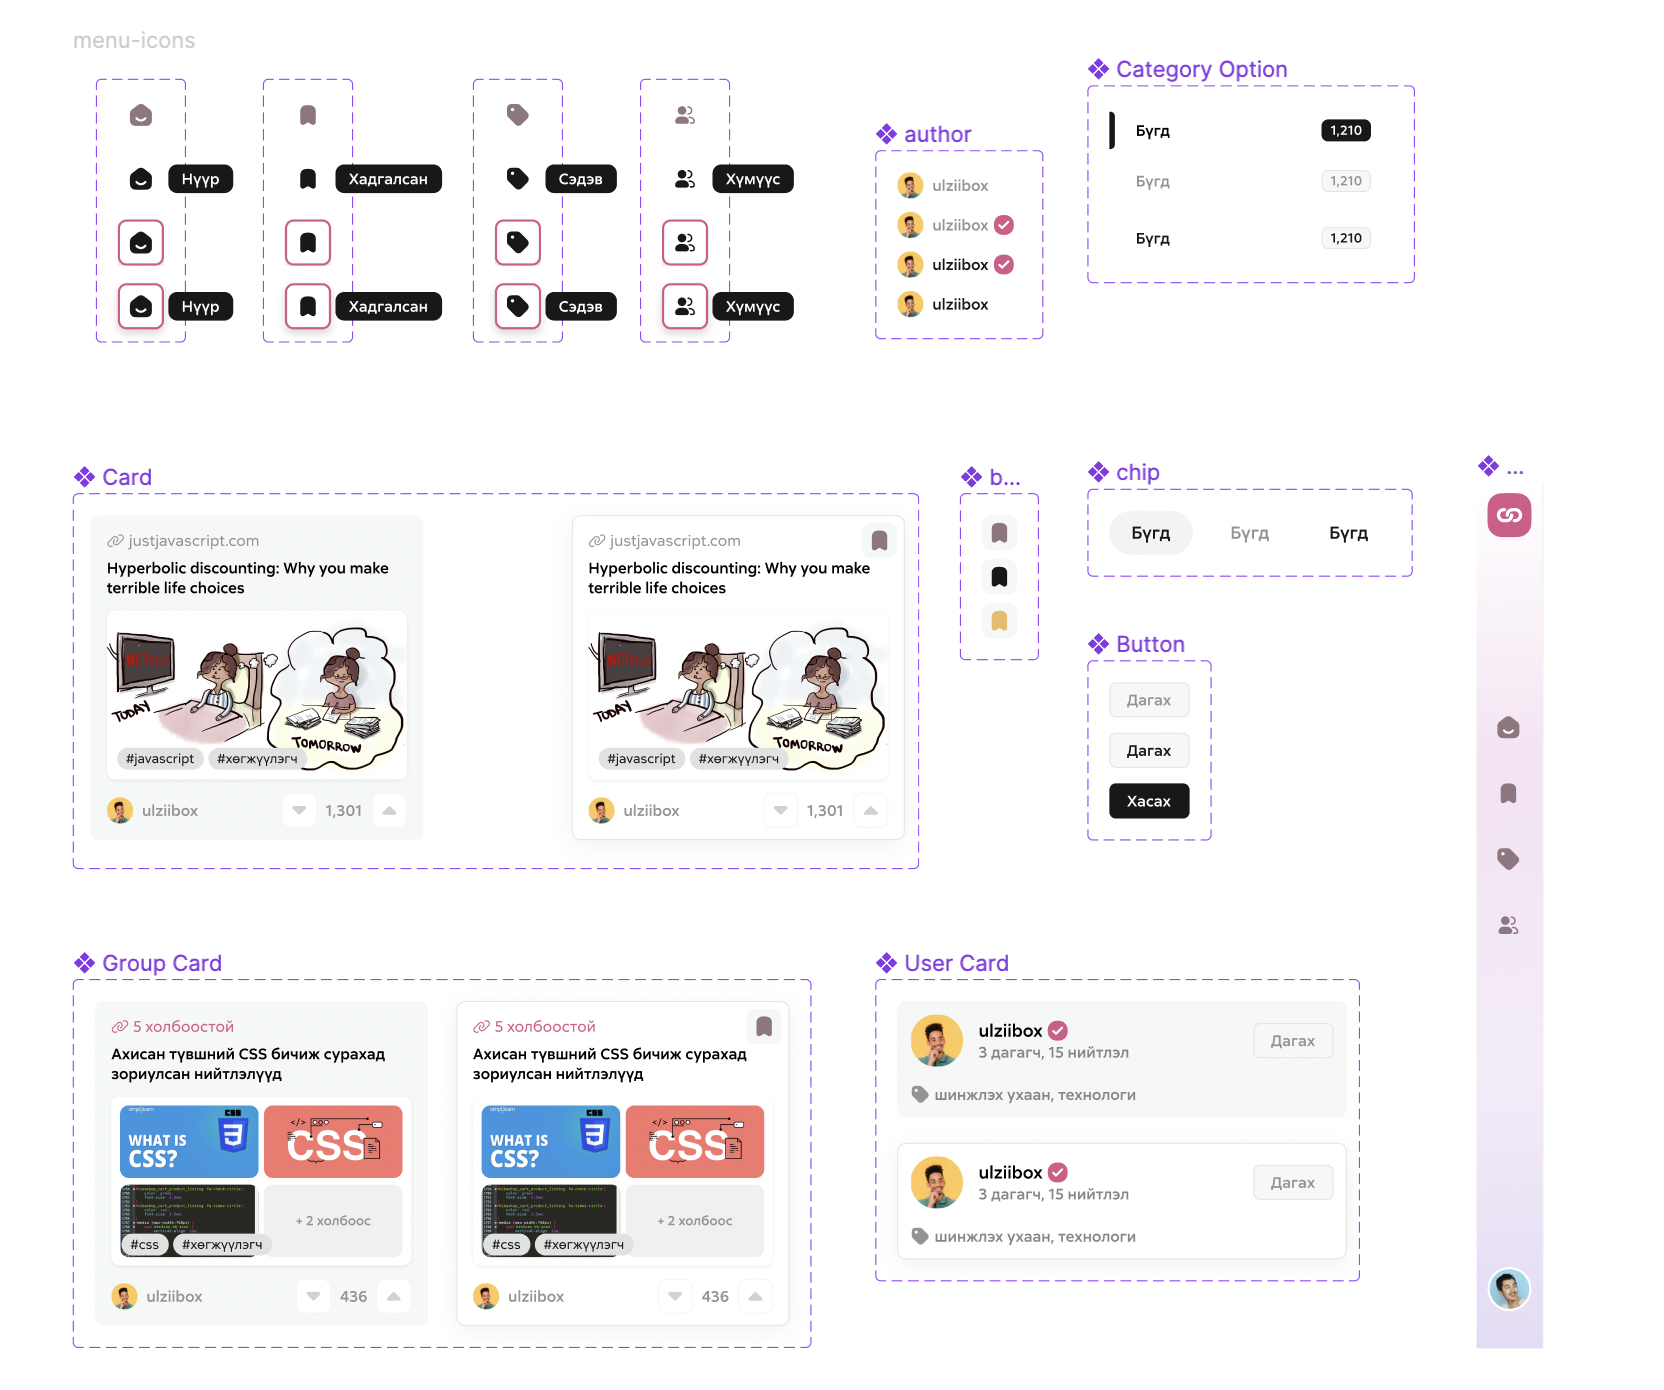 menu-icons
Нүүр
Хадгалсан
Сэдэв
Хүмүүс
Нүүр
Хадгалсан
Сэдэв
Хүмүүс
author
ulziibox
ulziibox
ulziibox
ulziibox
Category Option
Бүгд 1,210
Бүгд 1,210
Бүгд 1,210
Card
justjavascript.com
Hyperbolic discounting: Why you make
terrible life choices
NETFLIX
TODAY
TOMORROW
#javascript #хөгжүүлэгч
ulziibox 1,301
justjavascript.com
Hyperbolic discounting: Why you make
terrible life choices
NETFLIX
TODAY
TOMORROW
#javascript #хөгжүүлэгч
ulziibox 1,301
b...
chip
Бүгд Бүгд Бүгд
Button
Дагах
Дагах
Хасах
...
Group Card
5 холбоостой
Ахисан түвшний CSS бичиж сурахад
зориулсан нийтлэлүүд
simplilearn
CSS
WHAT IS
CSS?
</>
CSS
+ 2 холбоос
#css #хөгжүүлэгч
ulziibox 436
5 холбоостой
Ахисан түвшний CSS бичиж сурахад
зориулсан нийтлэлүүд
simplilearn
CSS
WHAT IS
CSS?
</>
CSS
+ 2 холбоос
#css #хөгжүүлэгч
ulziibox 436
User Card
ulziibox
3 дагагч, 15 нийтлэл
Дагах
шинжлэх ухаан, технологи
ulziibox
3 дагагч, 15 нийтлэл
Дагах
шинжлэх ухаан, технологи